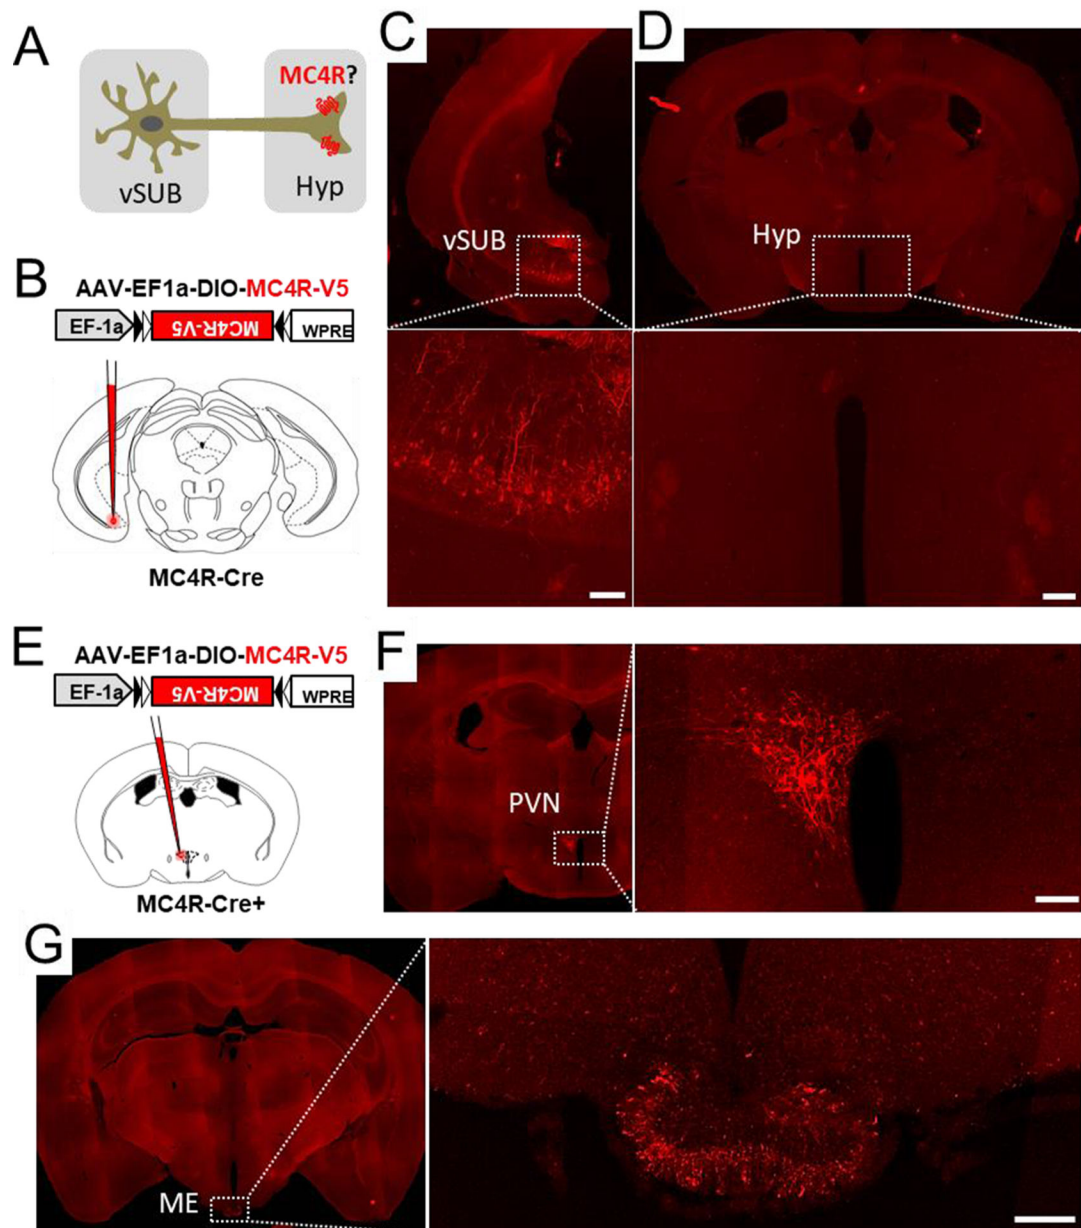 A
MC4R?
vSUB
Hyp
B
AAV-EF1a-DIO-MC4R-V5
EF-1a
MC4R-V5
WPRE
MC4R-Cre
C
vSUB
D
Hyp
E
AAV-EF1a-DIO-MC4R-V5
EF-1a
MC4R-V5
WPRE
MC4R-Cre+
F
PVN
G
ME